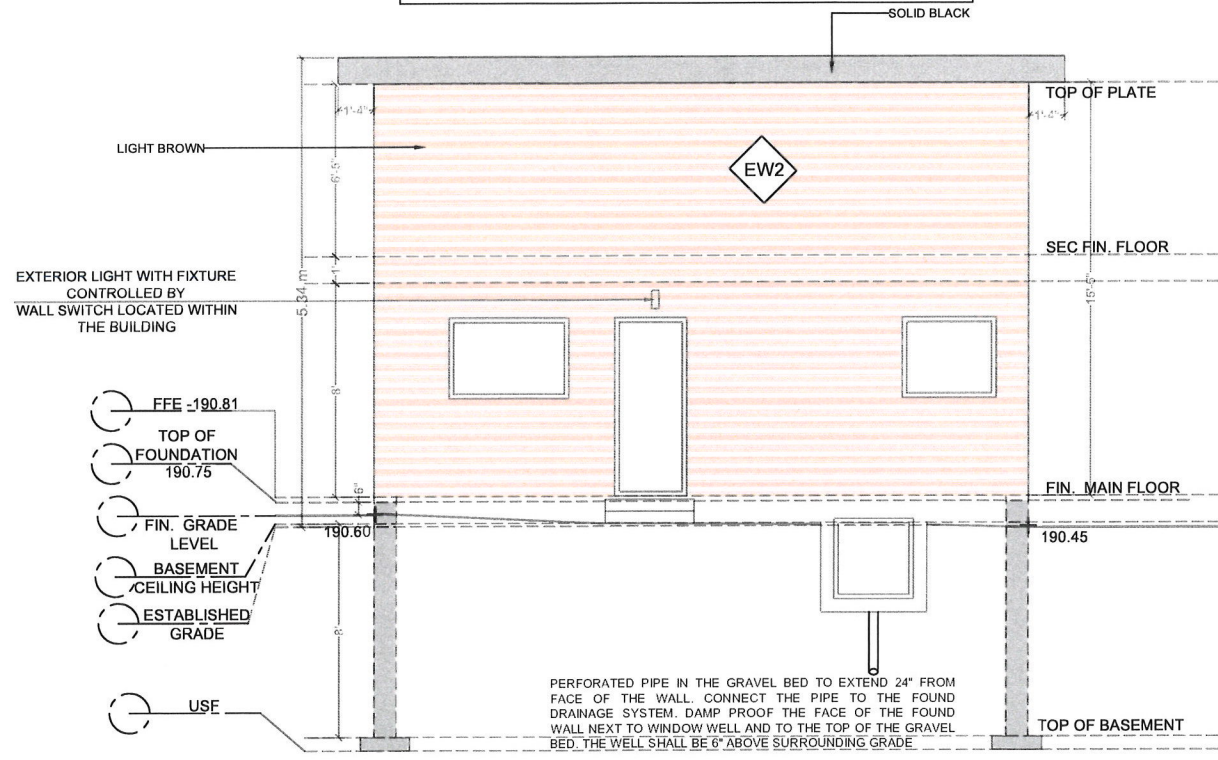 SOLID BLACK
TOP OF PLATE
1'-4"
1'-4"
LIGHT BROWN
6'-5"
EW2
SEC FIN. FLOOR
1'
EXTERIOR LIGHT WITH FIXTURE
CONTROLLED BY
WALL SWITCH LOCATED WITHIN
THE BUILDING
5.34 m
15'-5"
8'
FFE -190.81
TOP OF
FOUNDATION
190.75
6"
FIN. MAIN FLOOR
FIN. GRADE
LEVEL
190.60
190.45
BASEMENT
CEILING HEIGHT
ESTABLISHED
GRADE
8'
PERFORATED PIPE IN THE GRAVEL BED TO EXTEND 24" FROM
FACE OF THE WALL. CONNECT THE PIPE TO THE FOUND
DRAINAGE SYSTEM. DAMP PROOF THE FACE OF THE FOUND
WALL NEXT TO WINDOW WELL AND TO THE TOP OF THE GRAVEL
BED. THE WELL SHALL BE 6" ABOVE SURROUNDING GRADE
USF
TOP OF BASEMENT